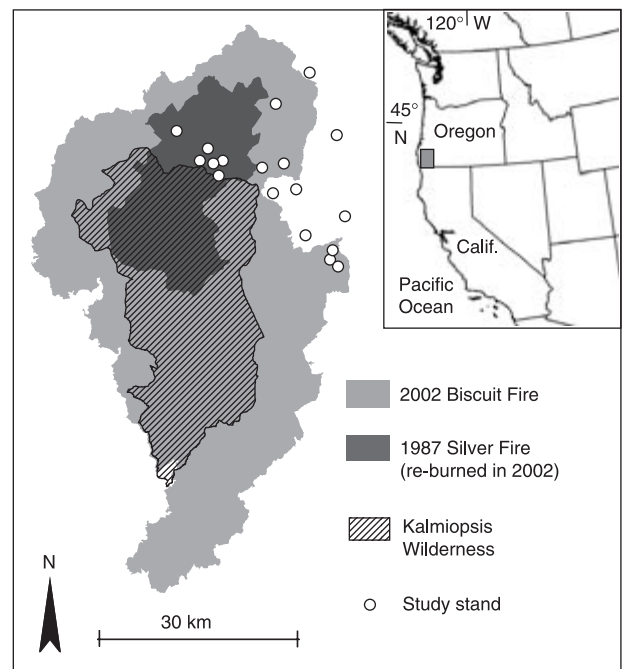 120° W
45°
N
Oregon
Calif.
Pacific
Ocean
2002 Biscuit Fire
1987 Silver Fire
(re-burned in 2002)
Kalmiopsis
Wilderness
Study stand
N
30 km